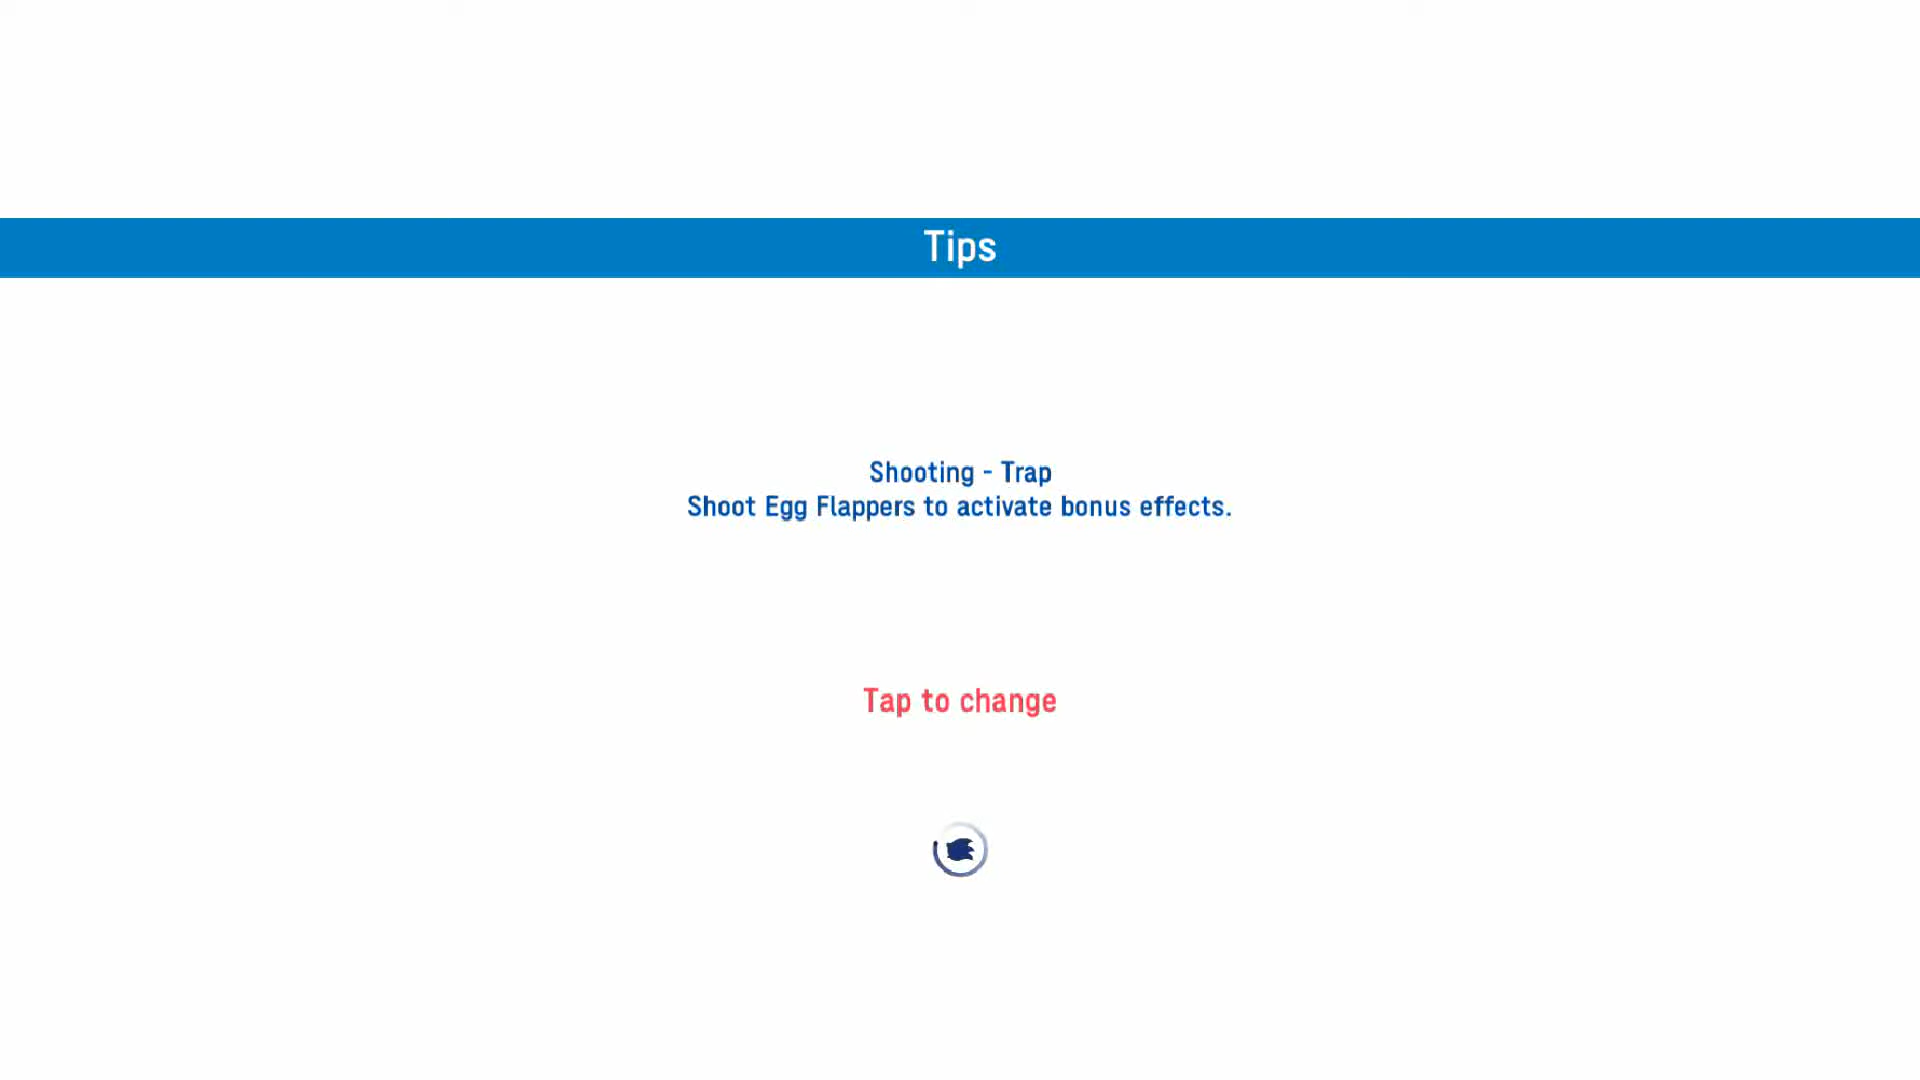 Tips
Shooting - Trap
Shoot Egg Flappers to activate bonus effects.
Tap to change